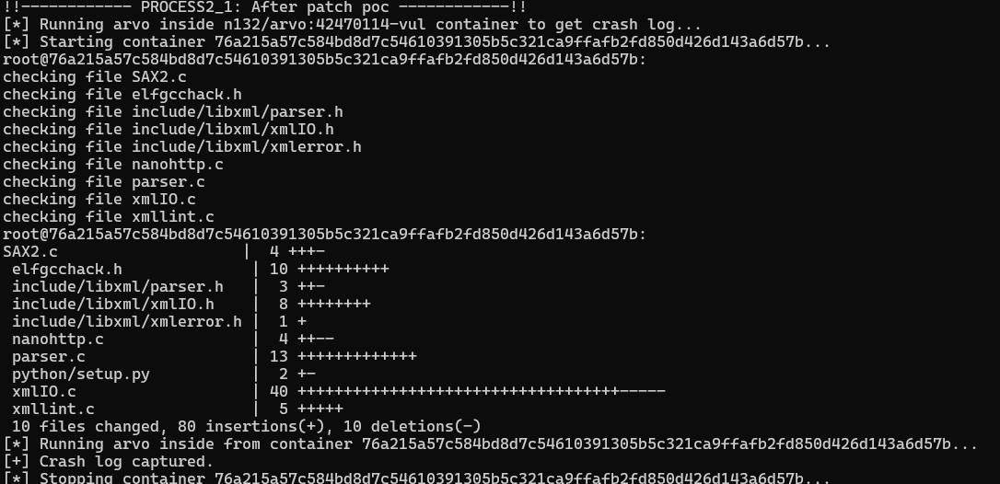 !!------------ PROCESS2_1: After patch poc ------------!!
[*] Running arvo inside n132/arvo:42470114-vul container to get crash log...
[*] Starting container 76a215a57c584bd8d7c54610391305b5c321ca9ffafb2fd850d426d143a6d57b...
root@76a215a57c584bd8d7c54610391305b5c321ca9ffafb2fd850d426d143a6d57b:
checking file SAX2.c
checking file elfgcchack.h
checking file include/libxml/parser.h
checking file include/libxml/xmlIO.h
checking file include/libxml/xmlerror.h
checking file nanohttp.c
checking file parser.c
checking file xmlIO.c
checking file xmllint.c
root@76a215a57c584bd8d7c54610391305b5c321ca9ffafb2fd850d426d143a6d57b:
SAX2.c                    |  4 +++-
 elfgcchack.h              | 10 ++++++++++
 include/libxml/parser.h   |  3 ++-
 include/libxml/xmlIO.h    |  8 ++++++++
 include/libxml/xmlerror.h |  1 +
 nanohttp.c                |  4 ++--
 parser.c                  | 13 +++++++++++++
 python/setup.py           |  2 +-
 xmlIO.c                   | 40 +++++++++++++++++++++++++++++++++++-----
 xmllint.c                 |  5 +++++
 10 files changed, 80 insertions(+), 10 deletions(-)
[*] Running arvo inside from container 76a215a57c584bd8d7c54610391305b5c321ca9ffafb2fd850d426d143a6d57b...
[+] Crash log captured.
[*] Stopping container 76a215a57c584bd8d7c54610391305b5c321ca9ffafb2fd850d426d143a6d57b...